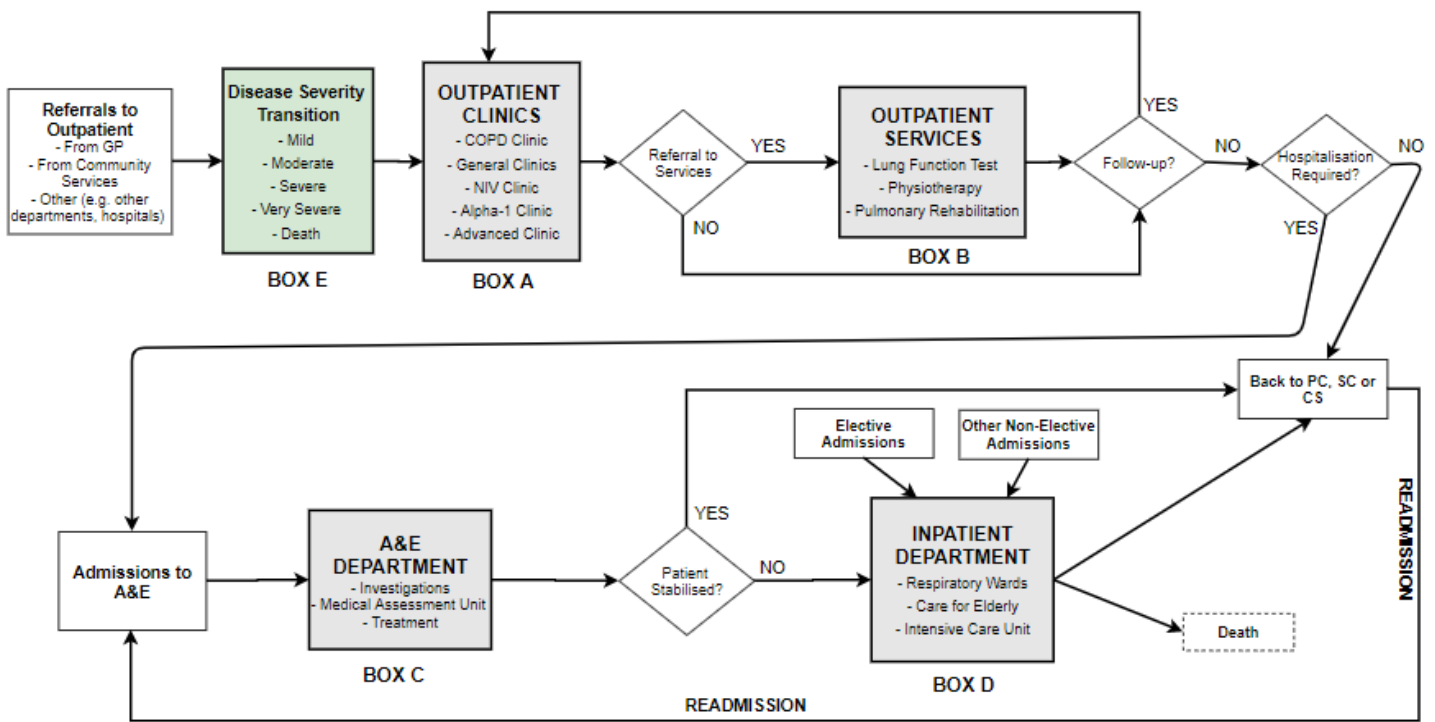 Referrals to
Outpatient
- From GP
- From Community
Services
- Other (e.g. other
departments, hospitals)
Disease Severity
Transition
- Mild
- Moderate
- Severe
- Very Severe
- Death
BOX E
OUTPATIENT
CLINICS
- COPD Clinic
- General Clinics
- NIV Clinic
- Alpha-1 Clinic
- Advanced Clinic
BOX A
Referral to
Services
YES
NO
OUTPATIENT
SERVICES
- Lung Function Test
- Physiotherapy
- Pulmonary Rehabilitation
BOX B
Follow-up?
YES
NO
Hospitalisation
Required?
NO
YES
Back to PC, SC or
CS
READMISSION
Admissions to
A&E
A&E
DEPARTMENT
- Investigations
- Medical Assessment Unit
- Treatment
BOX C
Patient
Stabilised?
YES
NO
Elective
Admissions
Other Non-Elective
Admissions
INPATIENT
DEPARTMENT
- Respiratory Wards
- Care for Elderly
- Intensive Care Unit
BOX D
Death
READMISSION